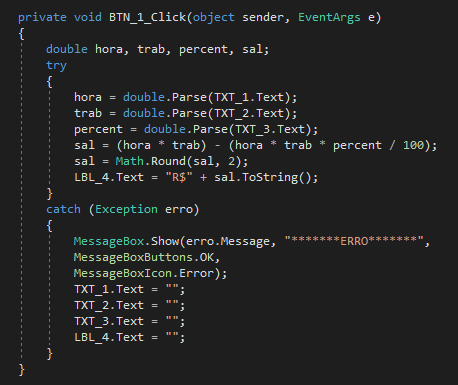 private void BTN_1_Click(object sender, EventArgs e)
{
double hora, trab, percent, sal;
try
{
hora = double.Parse(TXT_1.Text);
trab = double.Parse(TXT_2.Text);
percent = double.Parse(TXT_3.Text);
sal = (hora * trab) - (hora * trab * percent / 100);
sal = Math.Round(sal, 2);
LBL_4.Text = "R$" + sal.ToString();
}
catch (Exception erro)
{
MessageBox.Show(erro.Message, "*******ERRO*******",
MessageBoxButtons.OK,
MessageBoxIcon.Error);
TXT_1.Text = "";
TXT_2.Text = "";
TXT_3.Text = "";
LBL_4.Text = "";
}
}